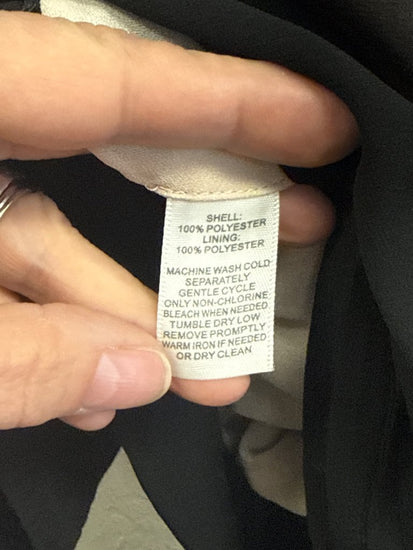 SHELL:
100% POLYESTER
LINING:
100% POLYESTER
MACHINE WASH COLD
SEPARATELY
GENTLE CYCLE
ONLY NON-CHLORINE
BLEACH WHEN NEEDED
TUMBLE DRY LOW
REMOVE PROMPTLY
WARM IRON IF NEEDED
OR DRY CLEAN